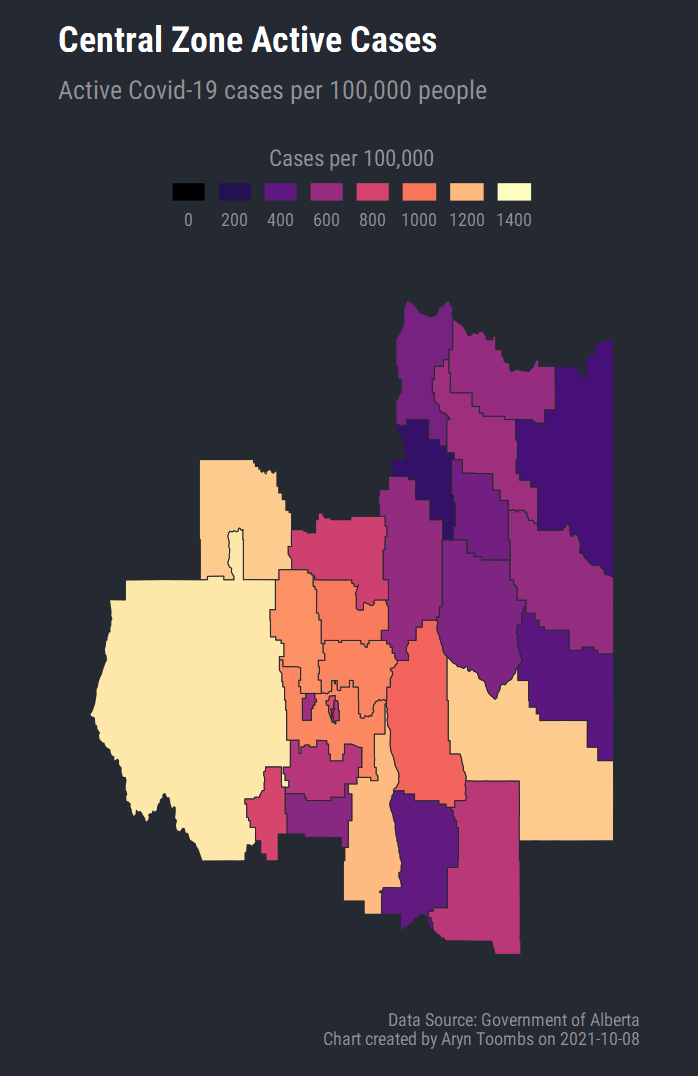 Central Zone Active Cases
Active Covid-19 cases per 100,000 people
Cases per 100,000
0 200 400 600 800 1000 1200 1400
Data Source: Government of Alberta
Chart created by Aryn Toombs on 2021-10-08